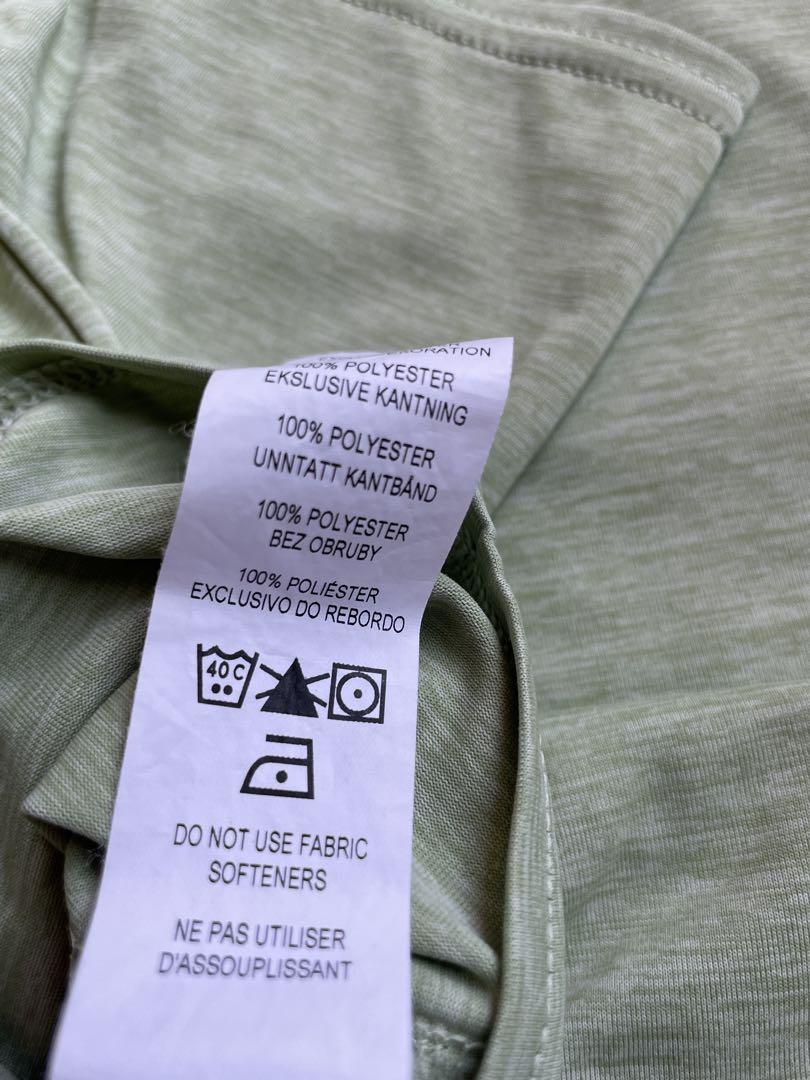 100% POLYESTER
EKSLUSIVE KANTNING
100% POLYESTER
UNNTATT KANTBÅND
100% POLYESTER
BEZ OBRUBY
100% POLIÉSTER
EXCLUSIVO DO REBORDO
40 C
DO NOT USE FABRIC
SOFTENERS
NE PAS UTILISER
D'ASSOUPLISSANT